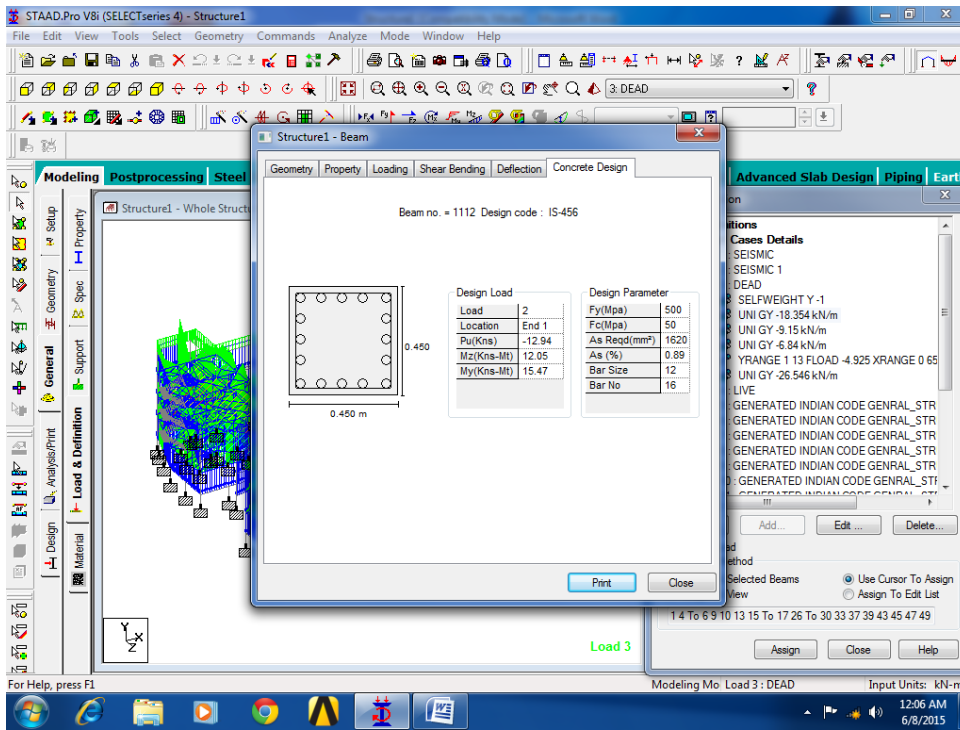 STAAD.Pro V8i (SELECTseries 4) - Structure1
File Edit View Tools Select Geometry Commands Analyze Mode Window Help
3: DEAD
Modeling Postprocessing Steel
Advanced Slab Design Piping Eart
Structure1 - Whole Structu
Setup
Geometry
General
Analysis/Print
Design
Property
Spec
Support
Load & Definition
Material
Structure1 - Beam
Geometry Property Loading Shear Bending Deflection Concrete Design
Beam no. = 1112 Design code : IS-456
0.450
0.450 m
Design Load
Load 2
Location End 1
Pu(Kns) -12.94
Mz(Kns-Mt) 12.05
My(Kns-Mt) 15.47
Design Parameter
Fy(Mpa) 500
Fc(Mpa) 50
As Reqd(mm²) 1620
As (%) 0.89
Bar Size 12
Bar No 16
Print Close
on
itions
Cases Details
: SEISMIC
: SEISMIC 1
: DEAD
SELFWEIGHT Y -1
UNI GY -18.354 kN/m
UNI GY -9.15 kN/m
UNI GY -6.84 kN/m
YRANGE 1 13 FLOAD -4.925 XRANGE 0 65
UNI GY -26.546 kN/m
: LIVE
: GENERATED INDIAN CODE GENRAL_STR
: GENERATED INDIAN CODE GENRAL_STR
: GENERATED INDIAN CODE GENRAL_STR
: GENERATED INDIAN CODE GENRAL_STR
: GENERATED INDIAN CODE GENRAL_STR
0 : GENERATED INDIAN CODE GENRAL_STF
Add... Edit ... Delete...
ad
ethod
Selected Beams Use Cursor To Assign
View Assign To Edit List
1 4 To 6 9 10 13 15 To 17 26 To 30 33 37 39 43 45 47 49
Assign Close Help
Y
X
Z
Load 3
For Help, press F1
Modeling Mo Load 3 : DEAD Input Units: kN-m
12:06 AM
6/8/2015